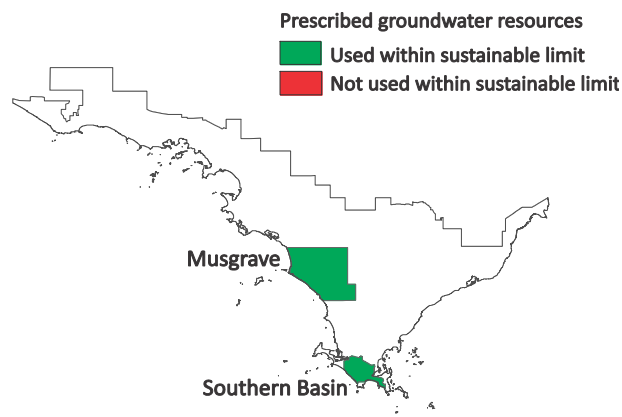 Prescribed groundwater resources
Used within sustainable limit
Not used within sustainable limit
Musgrave
Southern Basin